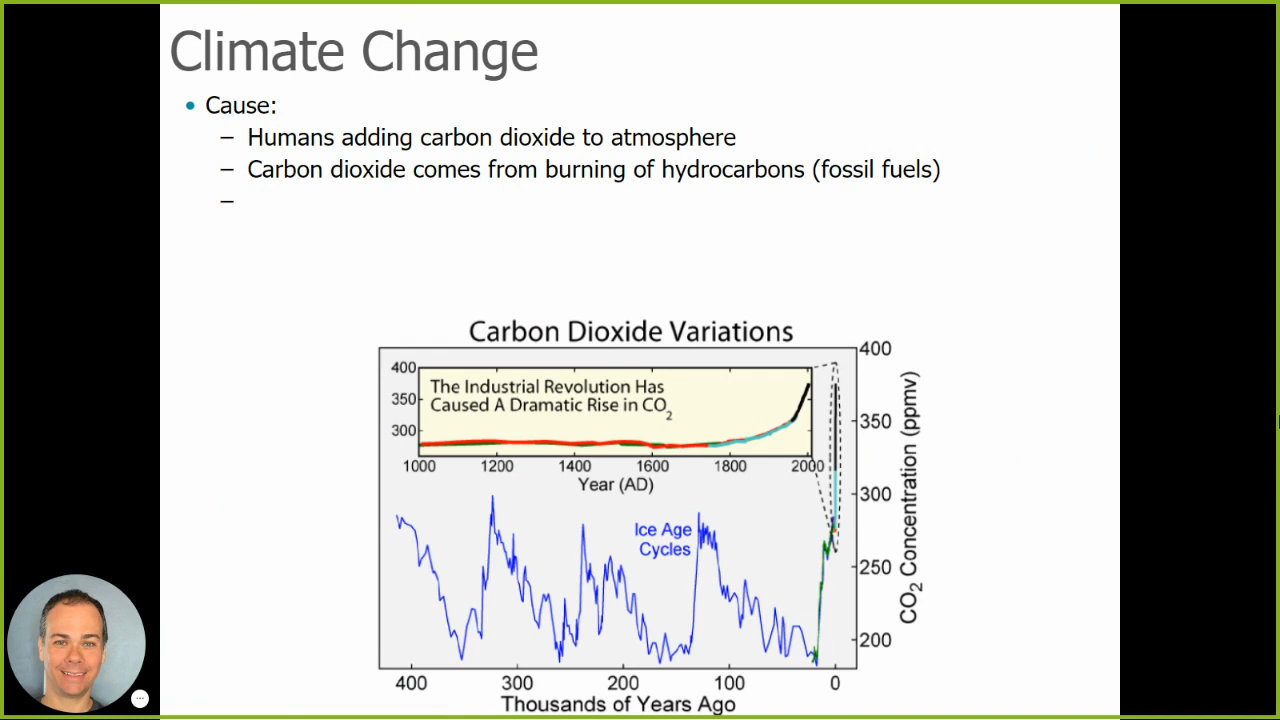 Climate Change
• Cause:
– Humans adding carbon dioxide to atmosphere
– Carbon dioxide comes from burning of hydrocarbons (fossil fuels)
–
Carbon Dioxide Variations
400
350
300
The Industrial Revolution Has
Caused A Dramatic Rise in CO2
1000 1200 1400 1600 1800 2000
Year (AD)
Ice Age
Cycles
400
350
300
250
200
CO2 Concentration (ppmv)
400 300 200 100 0
Thousands of Years Ago